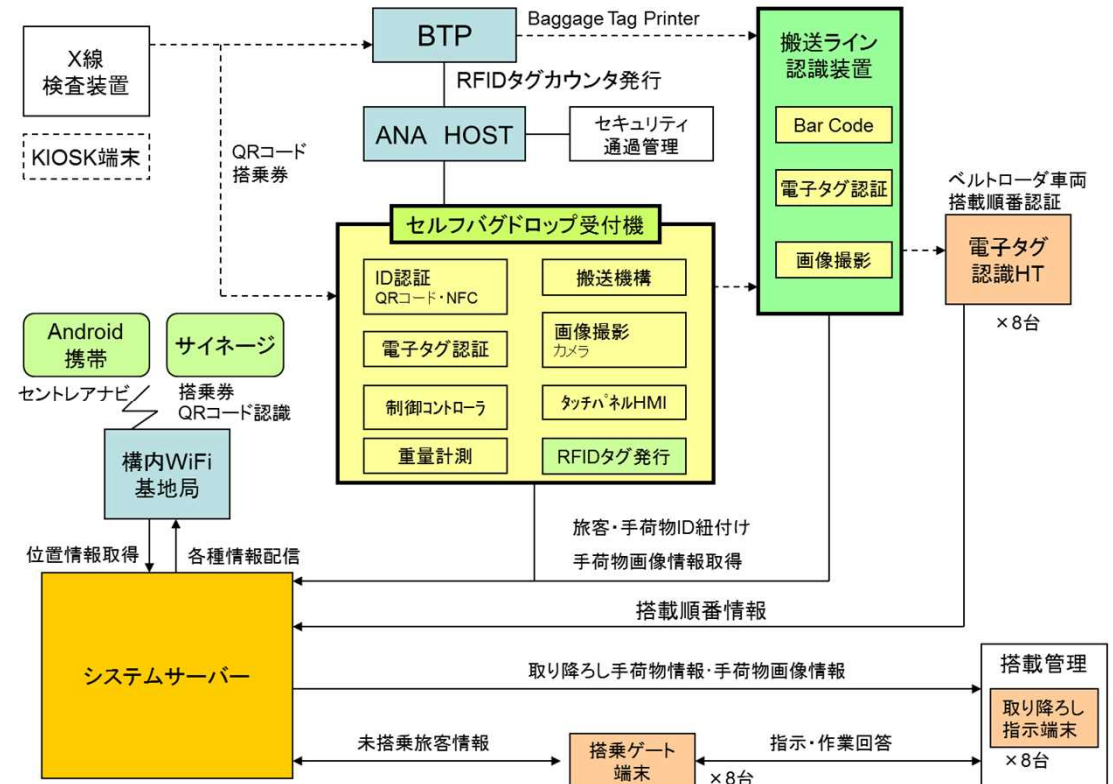 X線
検査装置
KIOSK端末
QRコード
搭乗券
BTP
Baggage Tag Printer
RFIDタグカウンタ発行
ANA HOST
セキュリティ
通過管理
搬送ライン
認識装置
Bar Code
電子タグ認証
画像撮影
ベルトローダ車両
搭載順番認証
電子タグ
認識HT
×8台
セルフバグドロップ受付機
ID認証
QRコード・NFC
搬送機構
電子タグ認証
画像撮影
カメラ
制御コントローラ
タッチパネルHMI
重量計測
RFIDタグ発行
Android
携帯
サイネージ
セントレアナビ
搭乗券
QRコード認識
構内WiFi
基地局
位置情報取得
各種情報配信
旅客・手荷物ID紐付け
手荷物画像情報取得
搭載順番情報
システムサーバー
取り降ろし手荷物情報・手荷物画像情報
搭載管理
取り降ろし
指示端末
×8台
未搭乗旅客情報
搭乗ゲート
端末
×8台
指示・作業回答